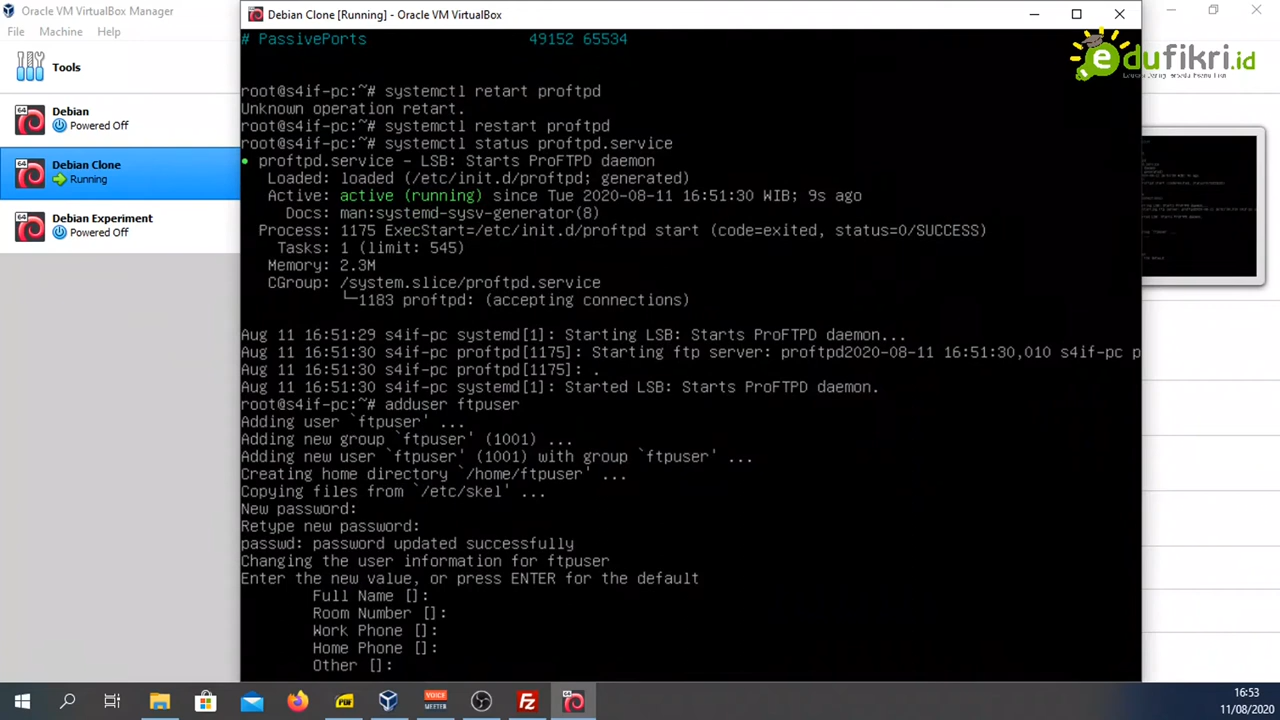 Oracle VM VirtualBox Manager
File Machine Help
Tools
Debian
Powered Off
Debian Clone
Running
Debian Experiment
Powered Off
Debian Clone [Running] - Oracle VM VirtualBox
# PassivePorts 49152 65534
root@s4if-pc:~# systemctl retart proftpd
Unknown operation retart.
root@s4if-pc:~# systemctl restart proftpd
root@s4if-pc:~# systemctl status proftpd.service
● proftpd.service - LSB: Starts ProFTPD daemon
Loaded: loaded (/etc/init.d/proftpd; generated)
Active: active (running) since Tue 2020-08-11 16:51:30 WIB; 9s ago
Docs: man:systemd-sysv-generator(8)
Process: 1175 ExecStart=/etc/init.d/proftpd start (code=exited, status=0/SUCCESS)
Tasks: 1 (limit: 545)
Memory: 2.3M
CGroup: /system.slice/proftpd.service
└─1183 proftpd: (accepting connections)
Aug 11 16:51:29 s4if-pc systemd[1]: Starting LSB: Starts ProFTPD daemon...
Aug 11 16:51:30 s4if-pc proftpd[1175]: Starting ftp server: proftpd2020-08-11 16:51:30,010 s4if-pc p
Aug 11 16:51:30 s4if-pc proftpd[1175]: .
Aug 11 16:51:30 s4if-pc systemd[1]: Started LSB: Starts ProFTPD daemon.
root@s4if-pc:~# adduser ftpuser
Adding user `ftpuser' ...
Adding new group `ftpuser' (1001) ...
Adding new user `ftpuser' (1001) with group `ftpuser' ...
Creating home directory `/home/ftpuser' ...
Copying files from `/etc/skel' ...
New password:
Retype new password:
passwd: password updated successfully
Changing the user information for ftpuser
Enter the new value, or press ENTER for the default
Full Name []:
Room Number []:
Work Phone []:
Home Phone []:
Other []:
edufikri.id
16:53
11/08/2020